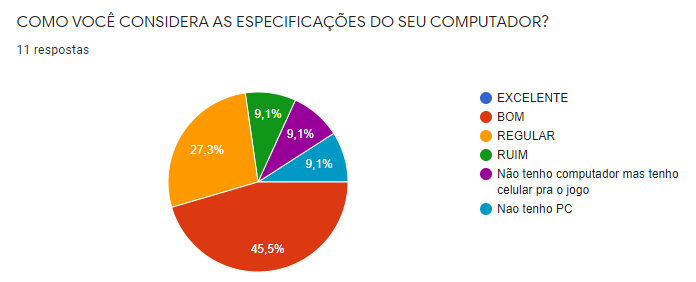 COMO VOCÊ CONSIDERA AS ESPECIFICAÇÕES DO SEU COMPUTADOR?
11 respostas
EXCELENTE
BOM
REGULAR
RUIM
Não tenho computador mas tenho
celular pra o jogo
Nao tenho PC
9,1%
9,1%
9,1%
27,3%
45,5%